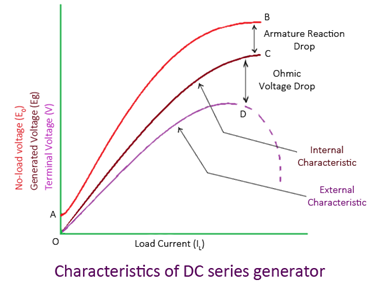 B
Armature Reaction
Drop
C
Ohmic
Voltage Drop
D
No-load voltage (E₀)
Generated Voltage (Eg)
Terminal Voltage (V)
Internal
Characteristic
External
Characteristic
A
O
Load Current (I_L)
Characteristics of DC series generator